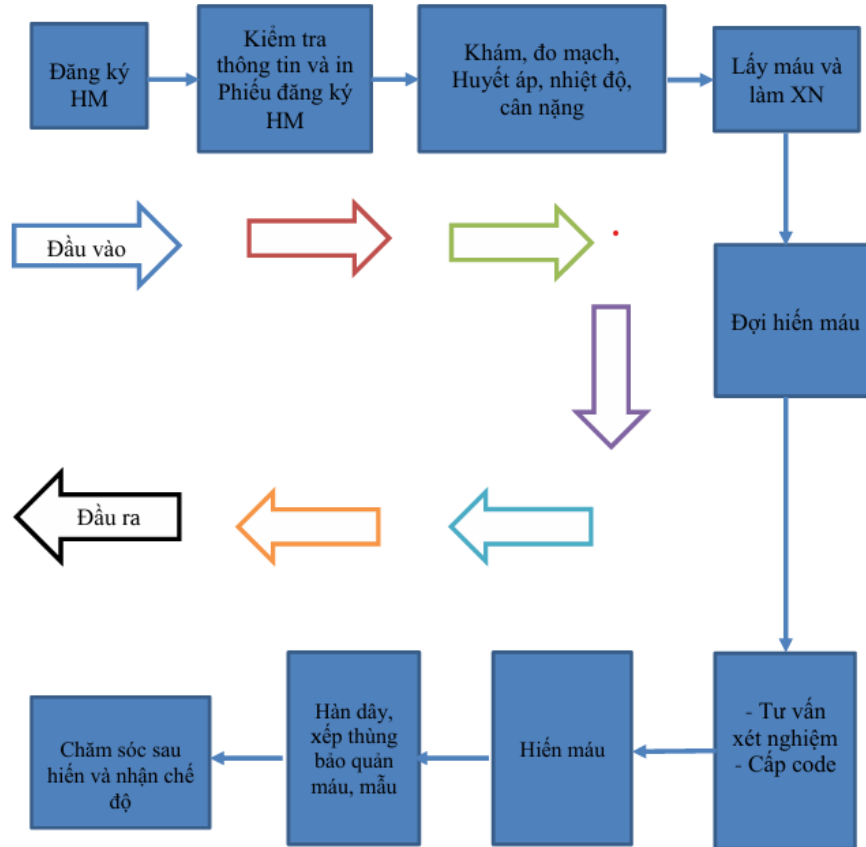 Đăng ký
HM
Kiểm tra
thông tin và in
Phiếu đăng ký
HM
Khám, đo mạch,
Huyết áp, nhiệt độ,
cân nặng
Lấy máu và
làm XN
Đầu vào
Đợi hiến máu
Đầu ra
Chăm sóc sau
hiến và nhận chế
độ
Hàn dây,
xếp thùng
bảo quản
máu, mẫu
Hiến máu
- Tư vấn
xét nghiệm
- Cấp code